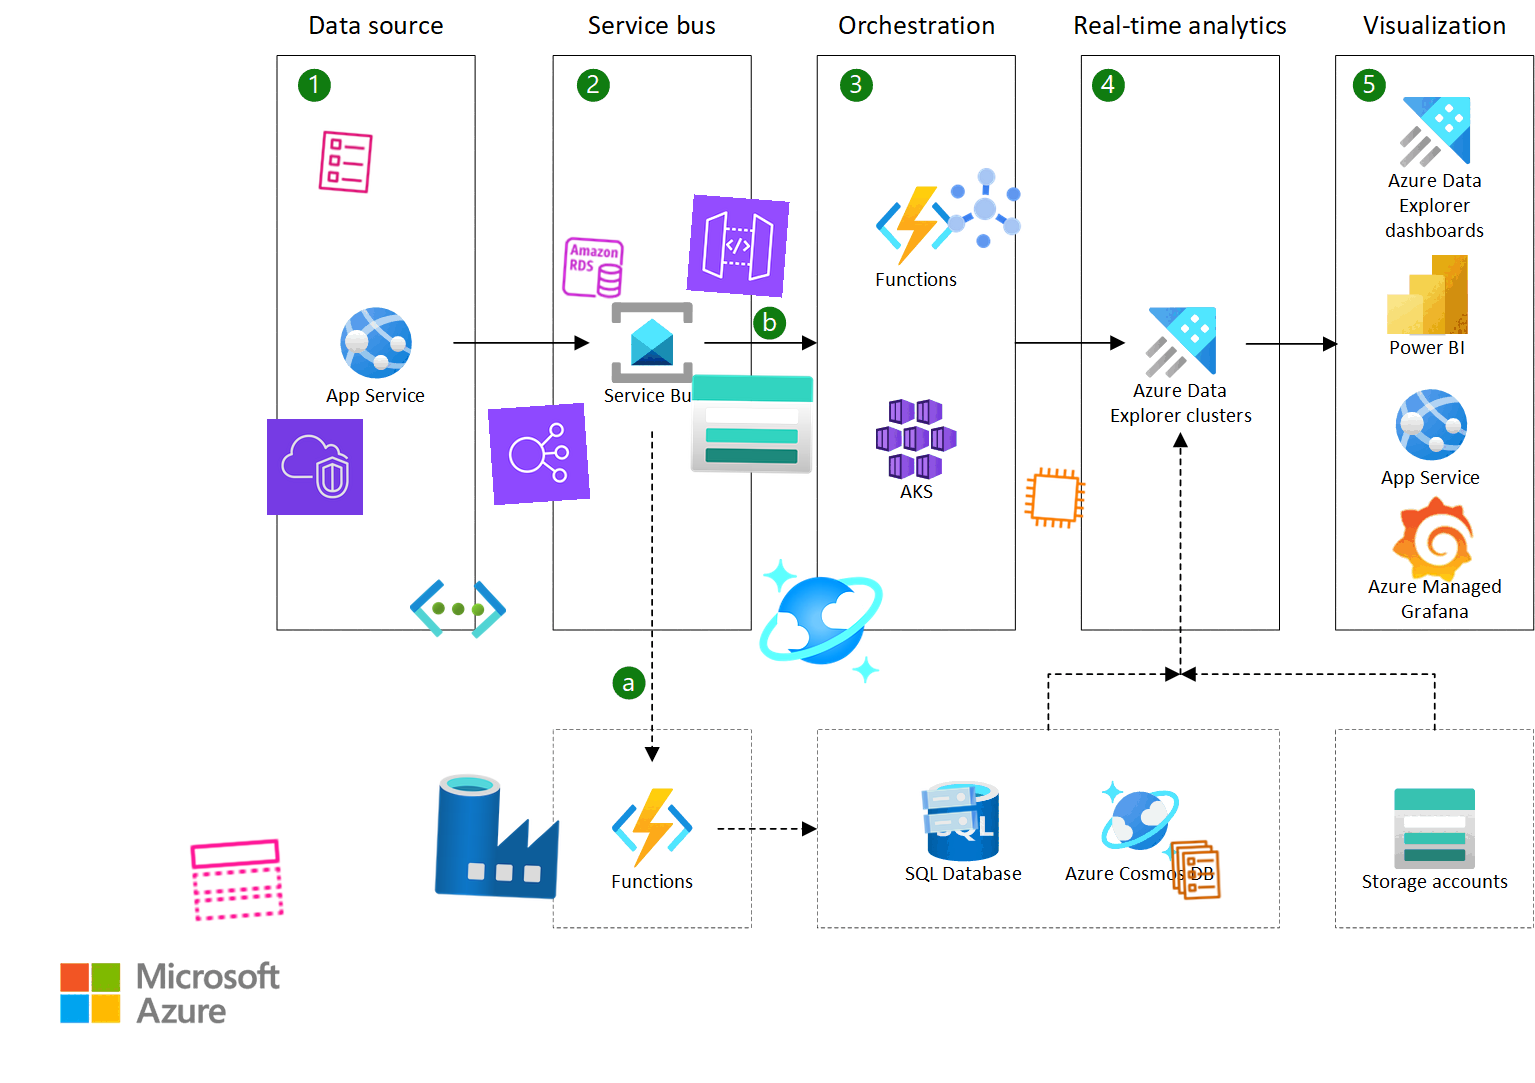 Data source
Service bus
Orchestration
Real-time analytics
Visualization
1
2
3
4
5
Amazon
RDS
</>
b
App Service
Service Bu
Functions
AKS
Azure Data
Explorer clusters
Azure Data
Explorer
dashboards
Power BI
App Service
Azure Managed
Grafana
a
Functions
SQL
SQL Database
Azure Cosmos DB
Storage accounts
Microsoft
Azure